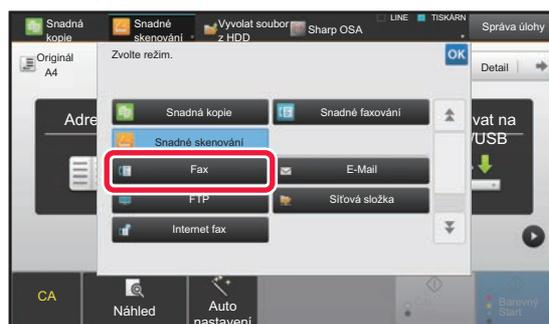 Snadná
kopie
Snadné
skenování
Vyvolat soubor
z HDD
Sharp OSA
LINE
TISKÁRN
Správa úlohy
Originál
A4
Zvolte režim.
OK
Detail
Adre
vat na
/USB
Snadná kopie
Snadné faxování
Snadné skenování
Fax
E-Mail
FTP
Síťová složka
Internet fax
CA
Náhled
Auto
nastavení
Barevný
Start